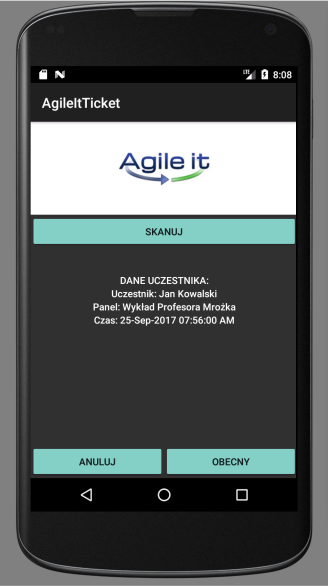 LTE 8:08
AgileItTicket
Agile it
SKANUJ
DANE UCZESTNIKA:
Uczestnik: Jan Kowalski
Panel: Wykład Profesora Mrożka
Czas: 25-Sep-2017 07:56:00 AM
ANULUJ OBECNY